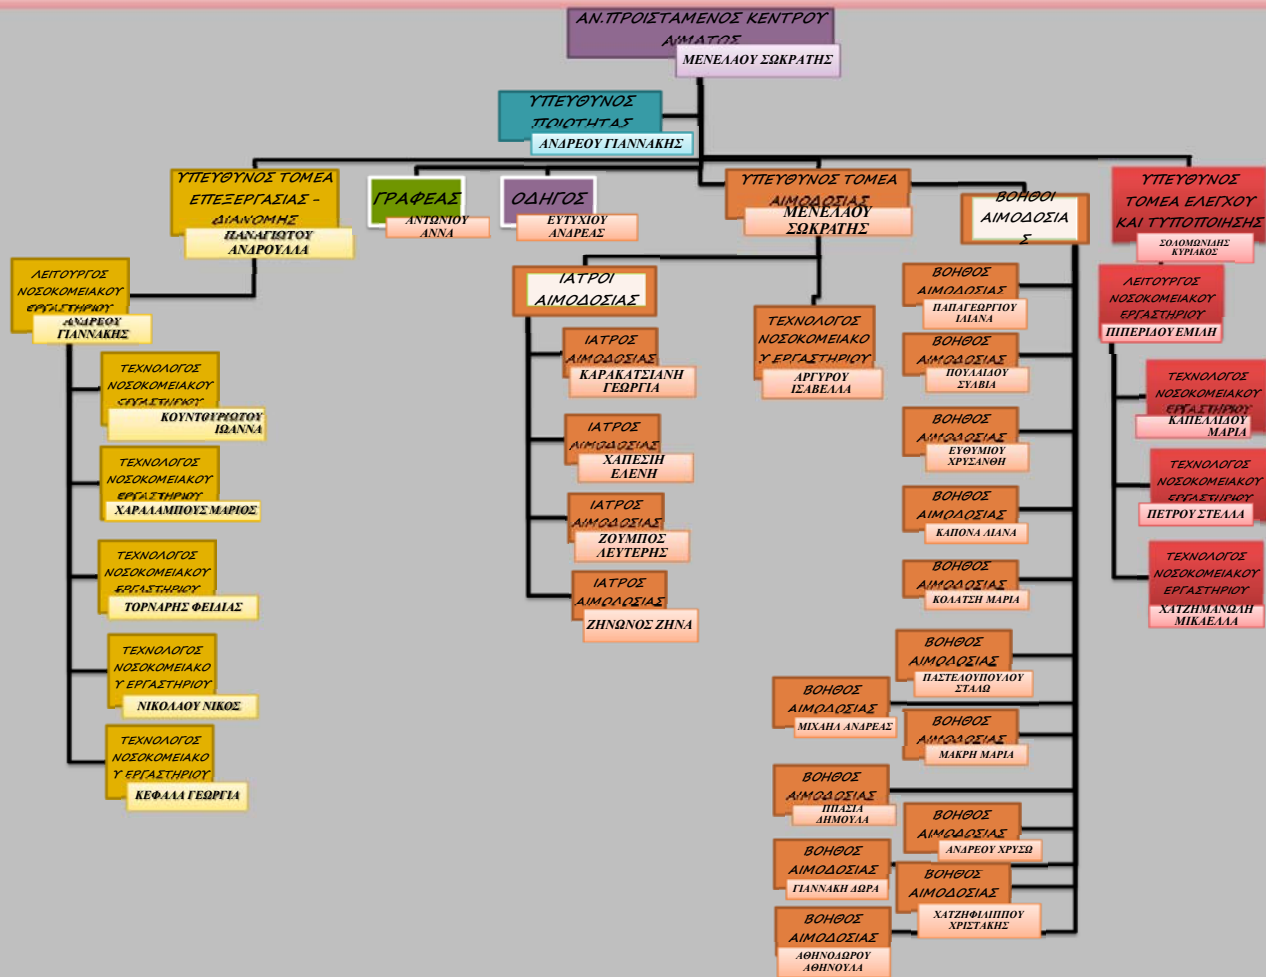 ΑΝ.ΠΡΟΙΣΤΑΜΕΝΟΣ ΚΕΝΤΡΟΥ
ΑΙΜΑΤΟΣ
ΜΕΝΕΛΑΟΥ ΣΩΚΡΑΤΗΣ
ΥΠΕΥΘΥΝΟΣ
ΠΟΙΟΤΗΤΑΣ
ΑΝΔΡΕΟΥ ΓΙΑΝΝΑΚΗΣ
ΥΠΕΥΘΥΝΟΣ ΤΟΜΕΑ
ΕΠΕΞΕΡΓΑΣΙΑΣ –
ΔΙΑΝΟΜΗΣ
ΠΑΝΑΓΙΩΤΟΥ
ΑΝΔΡΟΥΛΛΑ
ΓΡΑΦΕΑΣ
ΑΝΤΩΝΙΟΥ
ΑΝΝΑ
ΟΔΗΓΟΣ
ΕΥΤΥΧΙΟΥ
ΑΝΔΡΕΑΣ
ΥΠΕΥΘΥΝΟΣ ΤΟΜΕΑ
ΑΙΜΟΔΟΣΙΑΣ
ΜΕΝΕΛΑΟΥ
ΣΩΚΡΑΤΗΣ
ΒΟΗΘΟΙ
ΑΙΜΟΔΟΣΙΑ
Σ
ΥΠΕΥΘΥΝΟΣ
ΤΟΜΕΑ ΕΛΕΓΧΟΥ
ΚΑΙ ΤΥΠΟΠΟΙΗΣΗΣ
ΣΟΛΟΜΩΝΙΔΗΣ
ΚΥΡΙΑΚΟΣ
ΛΕΙΤΟΥΡΓΟΣ
ΝΟΣΟΚΟΜΕΙΑΚΟΥ
ΕΡΓΑΣΤΗΡΙΟΥ
ΑΝΔΡΕΟΥ
ΓΙΑΝΝΑΚΗΣ
ΤΕΧΝΟΛΟΓΟΣ
ΝΟΣΟΚΟΜΕΙΑΚΟΥ
ΕΡΓΑΣΤΗΡΙΟΥ
ΚΟΥΝΤΟΥΡΙΩΤΟΥ
ΙΩΑΝΝΑ
ΤΕΧΝΟΛΟΓΟΣ
ΝΟΣΟΚΟΜΕΙΑΚΟΥ
ΕΡΓΑΣΤΗΡΙΟΥ
ΧΑΡΑΛΑΜΠΟΥΣ ΜΑΡΙΟΣ
ΤΕΧΝΟΛΟΓΟΣ
ΝΟΣΟΚΟΜΕΙΑΚΟΥ
ΕΡΓΑΣΤΗΡΙΟΥ
ΤΟΡΝΑΡΗΣ ΦΕΙΔΙΑΣ
ΤΕΧΝΟΛΟΓΟΣ
ΝΟΣΟΚΟΜΕΙΑΚΟ
Υ ΕΡΓΑΣΤΗΡΙΟΥ
ΝΙΚΟΛΑΟΥ ΝΙΚΟΣ
ΤΕΧΝΟΛΟΓΟΣ
ΝΟΣΟΚΟΜΕΙΑΚΟ
Υ ΕΡΓΑΣΤΗΡΙΟΥ
ΚΕΦΑΛΑ ΓΕΩΡΓΙΑ
ΙΑΤΡΟΙ
ΑΙΜΟΔΟΣΙΑΣ
ΙΑΤΡΟΣ
ΑΙΜΟΔΟΣΙΑΣ
ΚΑΡΑΚΑΤΣΙΑΝΗ
ΓΕΩΡΓΙΑ
ΙΑΤΡΟΣ
ΑΙΜΟΔΟΣΙΑΣ
ΧΑΠΕΣΙΗ
ΕΛΕΝΗ
ΙΑΤΡΟΣ
ΑΙΜΟΔΟΣΙΑΣ
ΖΟΥΜΠΟΣ
ΛΕΥΤΕΡΗΣ
ΙΑΤΡΟΣ
ΑΙΜΟΔΟΣΙΑΣ
ΖΗΝΩΝΟΣ ΖΗΝΑ
ΤΕΧΝΟΛΟΓΟΣ
ΝΟΣΟΚΟΜΕΙΑΚΟ
Υ ΕΡΓΑΣΤΗΡΙΟΥ
ΑΡΓΥΡΟΥ
ΙΣΑΒΕΛΛΑ
ΒΟΗΘΟΣ
ΑΙΜΟΔΟΣΙΑΣ
ΠΑΠΑΓΕΩΡΓΙΟΥ
ΙΛΙΑΝΑ
ΒΟΗΘΟΣ
ΑΙΜΟΔΟΣΙΑΣ
ΠΟΥΛΛΙΔΟΥ
ΣΥΛΒΙΑ
ΒΟΗΘΟΣ
ΑΙΜΟΔΟΣΙΑΣ
ΕΥΘΥΜΙΟΥ
ΧΡΥΣΑΝΘΗ
ΒΟΗΘΟΣ
ΑΙΜΟΔΟΣΙΑΣ
ΚΑΠΟΝΑ ΛΙΑΝΑ
ΒΟΗΘΟΣ
ΑΙΜΟΔΟΣΙΑΣ
ΚΟΛΑΤΣΗ ΜΑΡΙΑ
ΒΟΗΘΟΣ
ΑΙΜΟΔΟΣΙΑΣ
ΠΑΣΤΕΛΟΥΠΟΥΛΟΥ
ΣΤΑΛΩ
ΒΟΗΘΟΣ
ΑΙΜΟΔΟΣΙΑΣ
ΜΙΧΑΗΛ ΑΝΔΡΕΑΣ
ΒΟΗΘΟΣ
ΑΙΜΟΔΟΣΙΑΣ
ΜΑΚΡΗ ΜΑΡΙΑ
ΒΟΗΘΟΣ
ΑΙΜΟΔΟΣΙΑΣ
ΠΠΑΣΙΑ
ΔΗΜΟΥΛΑ
ΒΟΗΘΟΣ
ΑΙΜΟΔΟΣΙΑΣ
ΑΝΔΡΕΟΥ ΧΡΥΣΩ
ΒΟΗΘΟΣ
ΑΙΜΟΔΟΣΙΑΣ
ΓΙΑΝΝΑΚΗ ΔΩΡΑ
ΒΟΗΘΟΣ
ΑΙΜΟΔΟΣΙΑΣ
ΧΑΤΖΗΦΙΛΙΠΠΟΥ
ΧΡΙΣΤΑΚΗΣ
ΒΟΗΘΟΣ
ΑΙΜΟΔΟΣΙΑΣ
ΑΘΗΝΟΔΩΡΟΥ
ΑΘΗΝΟΥΛΑ
ΛΕΙΤΟΥΡΓΟΣ
ΝΟΣΟΚΟΜΕΙΑΚΟΥ
ΕΡΓΑΣΤΗΡΙΟΥ
ΠΙΠΕΡΙΔΟΥ ΕΜΙΛΗ
ΤΕΧΝΟΛΟΓΟΣ
ΝΟΣΟΚΟΜΕΙΑΚΟΥ
ΕΡΓΑΣΤΗΡΙΟΥ
ΚΑΠΕΛΛΙΔΟΥ
ΜΑΡΙΑ
ΤΕΧΝΟΛΟΓΟΣ
ΝΟΣΟΚΟΜΕΙΑΚΟΥ
ΕΡΓΑΣΤΗΡΙΟΥ
ΠΕΤΡΟΥ ΣΤΕΛΛΑ
ΤΕΧΝΟΛΟΓΟΣ
ΝΟΣΟΚΟΜΕΙΑΚΟΥ
ΕΡΓΑΣΤΗΡΙΟΥ
ΧΑΤΖΗΜΑΝΩΛΗ
ΜΙΚΑΕΛΛΑ